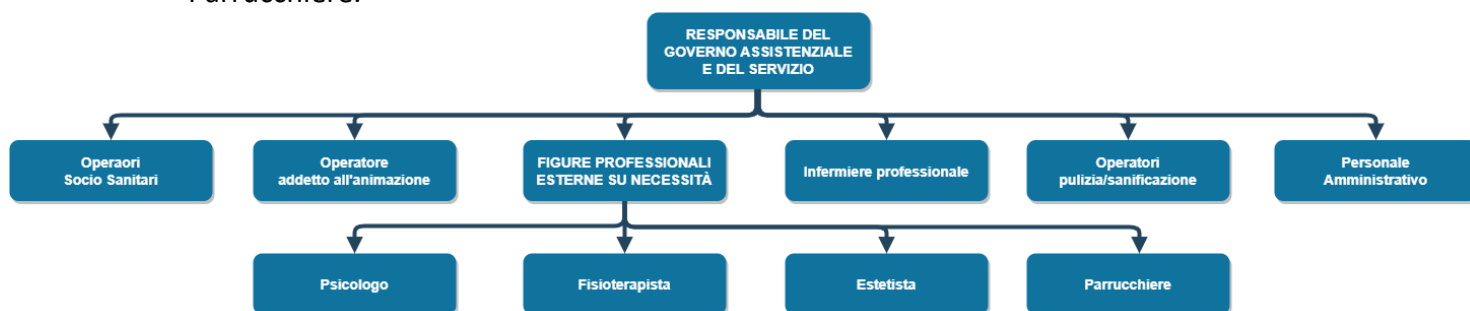 Parrucchiere.
RESPONSABILE DEL
GOVERNO ASSISTENZIALE
E DEL SERVIZIO
Operaori
Socio Sanitari
Operatore
addetto all'animazione
FIGURE PROFESSIONALI
ESTERNE SU NECESSITÀ
Infermiere professionale
Operatori
pulizia/sanificazione
Personale
Amministrativo
Psicologo
Fisioterapista
Estetista
Parrucchiere